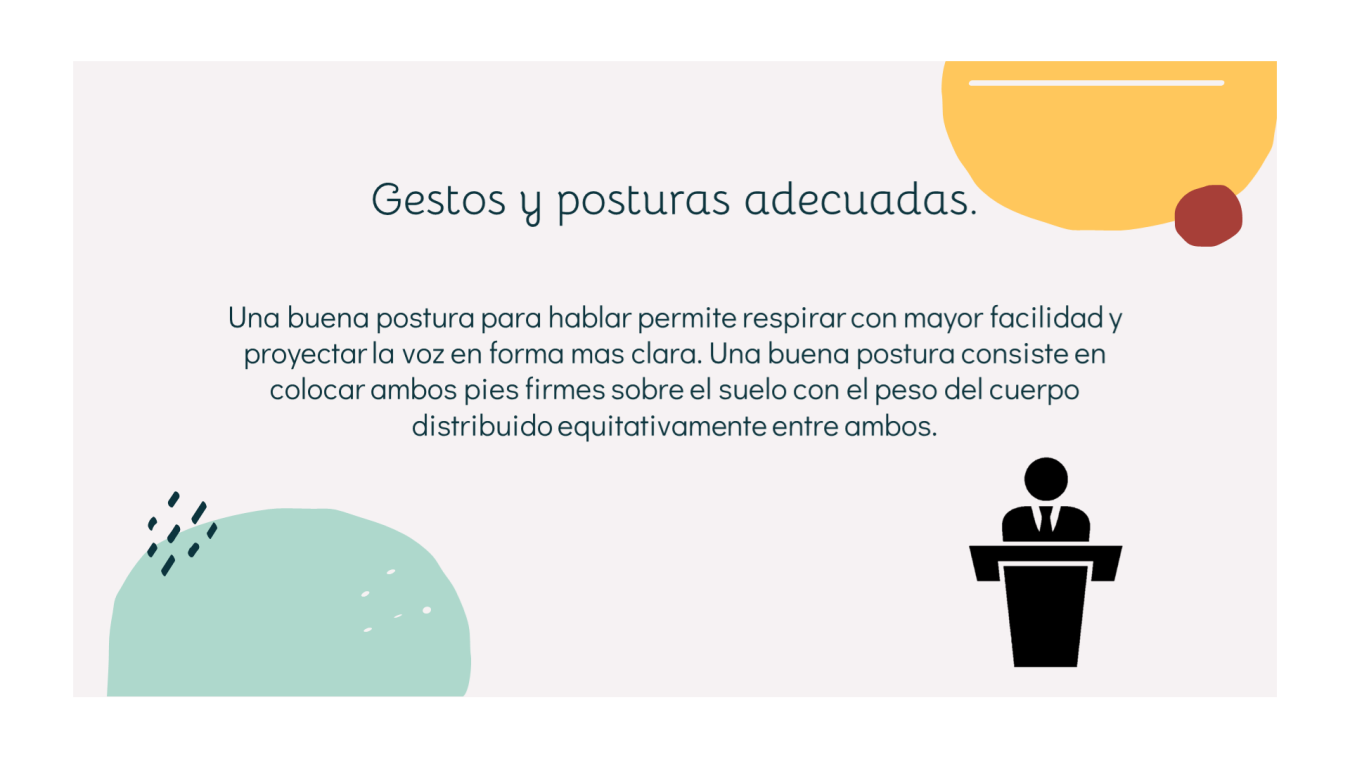 Gestos y posturas adecuadas.
Una buena postura para hablar permite respirar con mayor facilidad y
proyectar la voz en forma mas clara. Una buena postura consiste en
colocar ambos pies firmes sobre el suelo con el peso del cuerpo
distribuido equitativamente entre ambos.